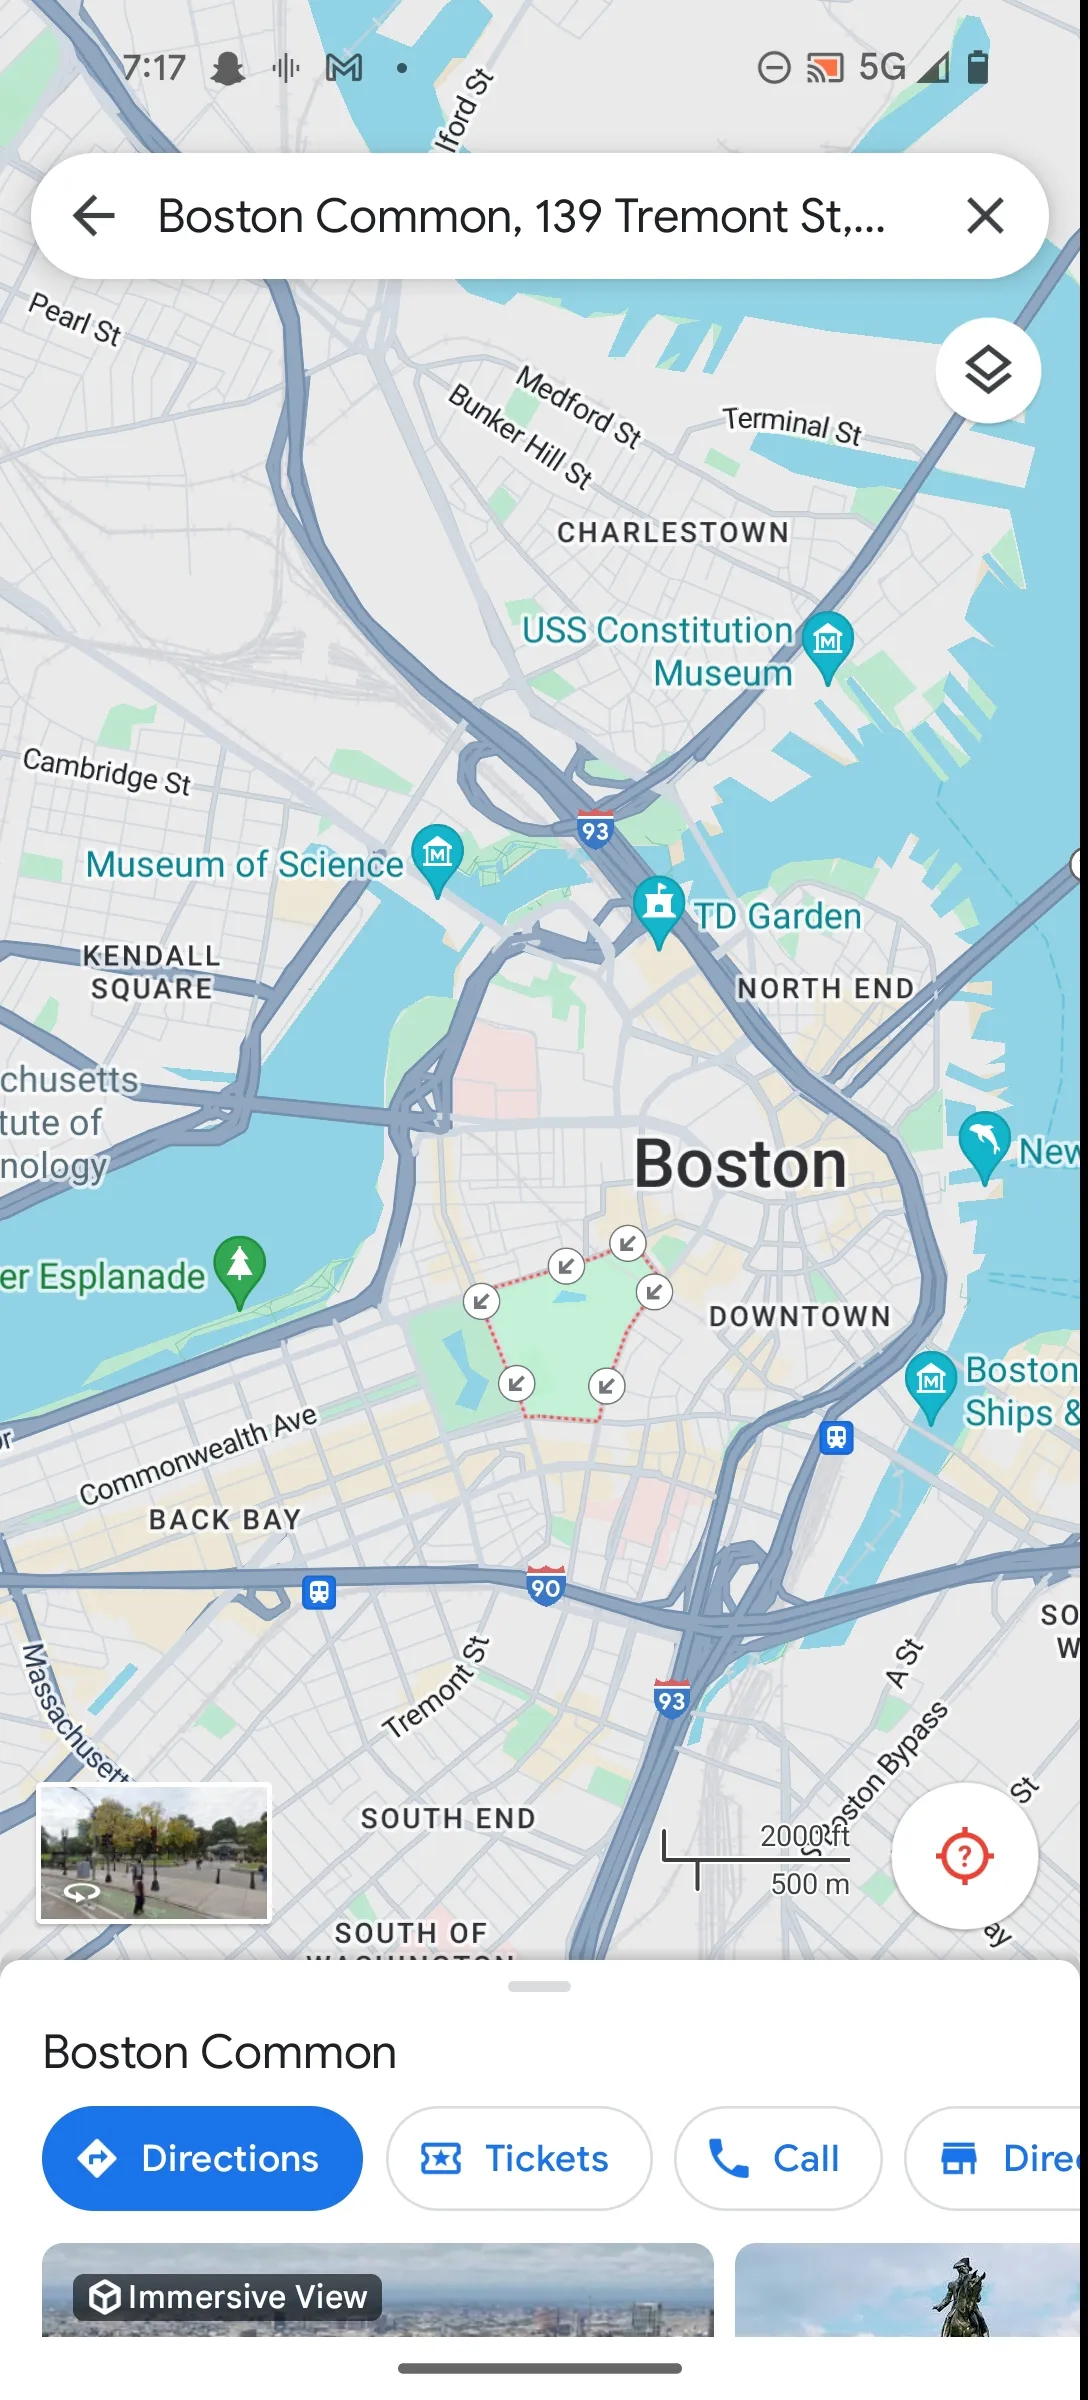 7:17
5G
lford St
Boston Common, 139 Tremont St,...
Pearl St
Medford St
Bunker Hill St
Terminal St
CHARLESTOWN
USS Constitution
Museum
Cambridge St
93
Museum of Science
TD Garden
KENDALL
SQUARE
NORTH END
chusetts
tute of
nology
Boston
New
er Esplanade
DOWNTOWN
Boston
Ships &
Commonwealth Ave
BACK BAY
90
SO
W
Massachusett
Tremont St
A St
93
Boston Bypass
St
SOUTH END
2000 ft
500 m
?
ay
SOUTH OF
WASHINGTON
Boston Common
Directions
Tickets
Call
Dire
Immersive View